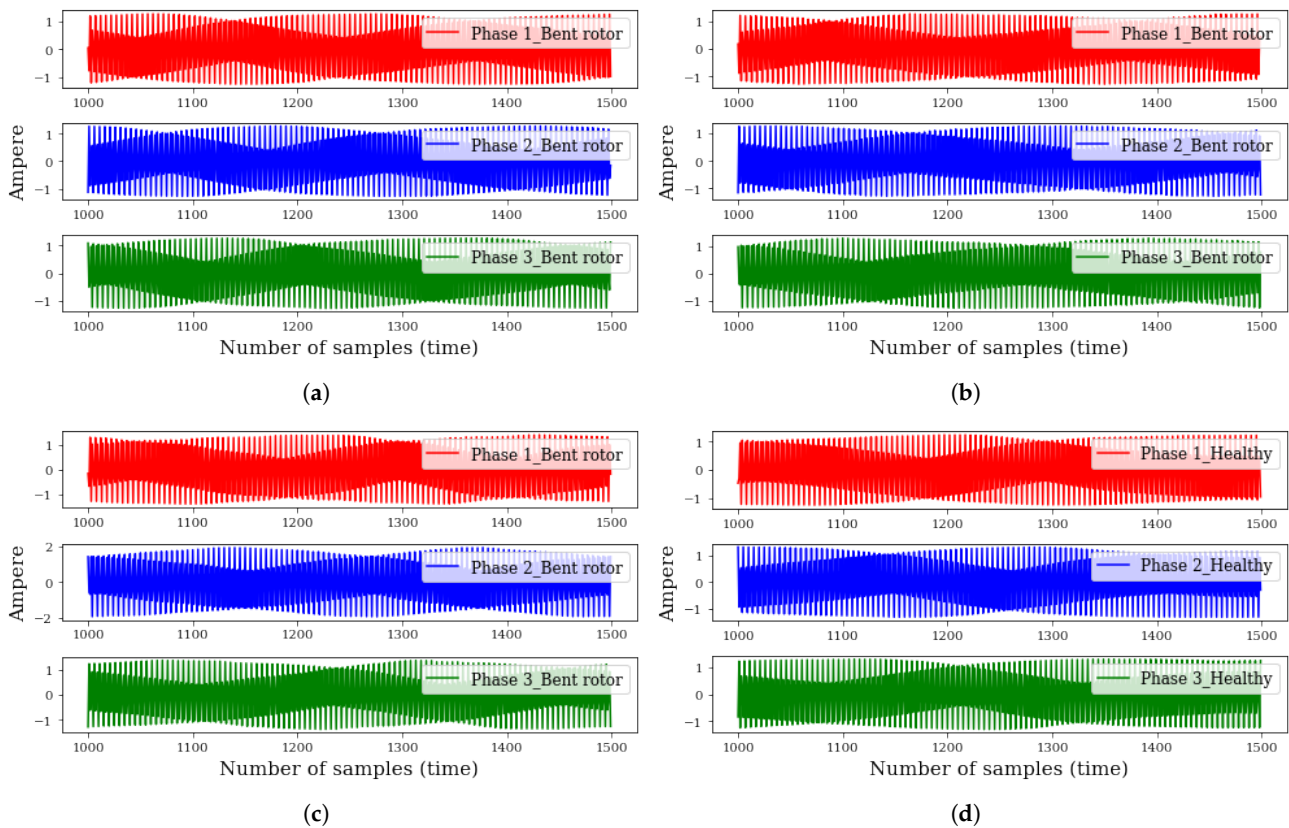 1
0
−1
Phase 1_Bent rotor
1000 1100 1200 1300 1400 1500
1
0
−1
Phase 2_Bent rotor
1000 1100 1200 1300 1400 1500
1
0
−1
Phase 3_Bent rotor
1000 1100 1200 1300 1400 1500
Ampere
Number of samples (time)
(a)
1
0
−1
Phase 1_Bent rotor
1000 1100 1200 1300 1400 1500
1
0
−1
Phase 2_Bent rotor
1000 1100 1200 1300 1400 1500
1
0
−1
Phase 3_Bent rotor
1000 1100 1200 1300 1400 1500
Ampere
Number of samples (time)
(b)
1
0
−1
Phase 1_Bent rotor
1000 1100 1200 1300 1400 1500
2
0
−2
Phase 2_Bent rotor
1000 1100 1200 1300 1400 1500
1
0
−1
Phase 3_Bent rotor
1000 1100 1200 1300 1400 1500
Ampere
Number of samples (time)
(c)
1
0
−1
Phase 1_Healthy
1000 1100 1200 1300 1400 1500
1
0
−1
Phase 2_Healthy
1000 1100 1200 1300 1400 1500
1
0
−1
Phase 3_Healthy
1000 1100 1200 1300 1400 1500
Ampere
Number of samples (time)
(d)